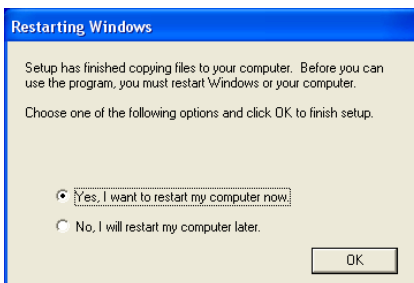 Restarting Windows
Setup has finished copying files to your computer. Before you can
use the program, you must restart Windows or your computer.
Choose one of the following options and click OK to finish setup.
Yes, I want to restart my computer now.
No, I will restart my computer later.
OK